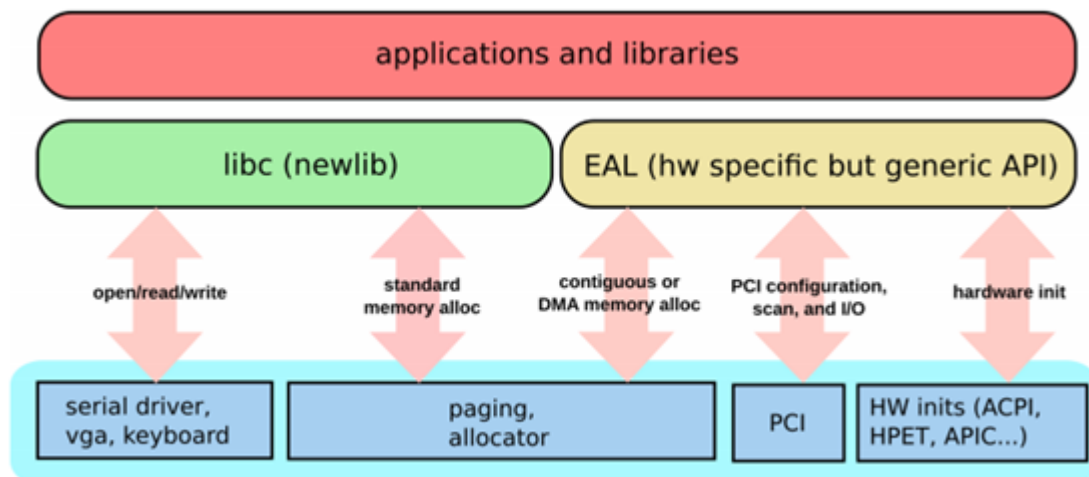 applications and libraries
libc (newlib)
EAL (hw specific but generic API)
open/read/write
standard
memory alloc
contiguous or
DMA memory alloc
PCI configuration,
scan, and I/O
hardware init
serial driver,
vga, keyboard
paging,
allocator
PCI
HW inits (ACPI,
HPET, APIC...)